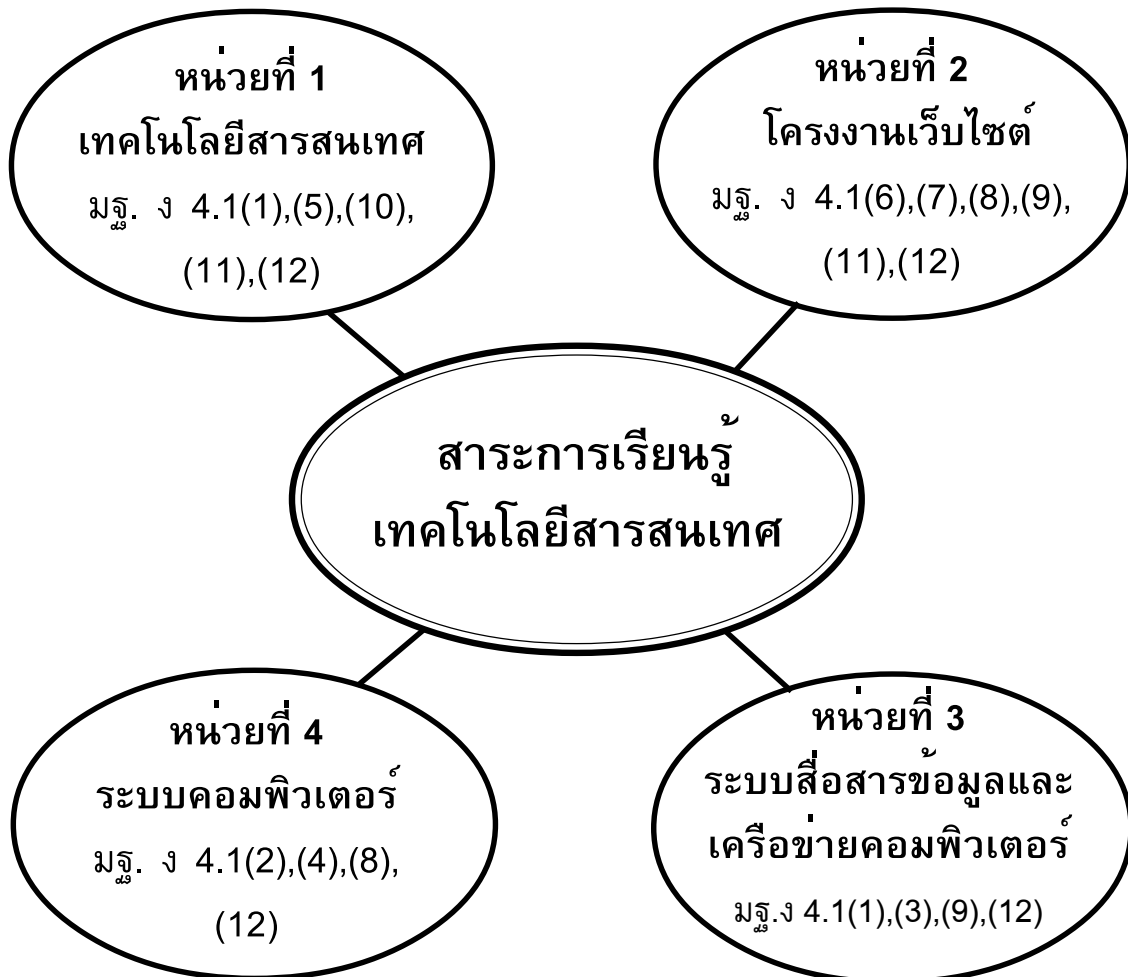 หน่วยที่ 1
เทคโนโลยีสารสนเทศ
มฐ. ง 4.1(1),(5),(10),
(11),(12)
หน่วยที่ 2
โครงงานเว็บไซต์
มฐ. ง 4.1(6),(7),(8),(9),
(11),(12)
สาระการเรียนรู้
เทคโนโลยีสารสนเทศ
หน่วยที่ 4
ระบบคอมพิวเตอร์
มฐ. ง 4.1(2),(4),(8),
(12)
หน่วยที่ 3
ระบบสื่อสารข้อมูลและ
เครือข่ายคอมพิวเตอร์
มฐ.ง 4.1(1),(3),(9),(12)